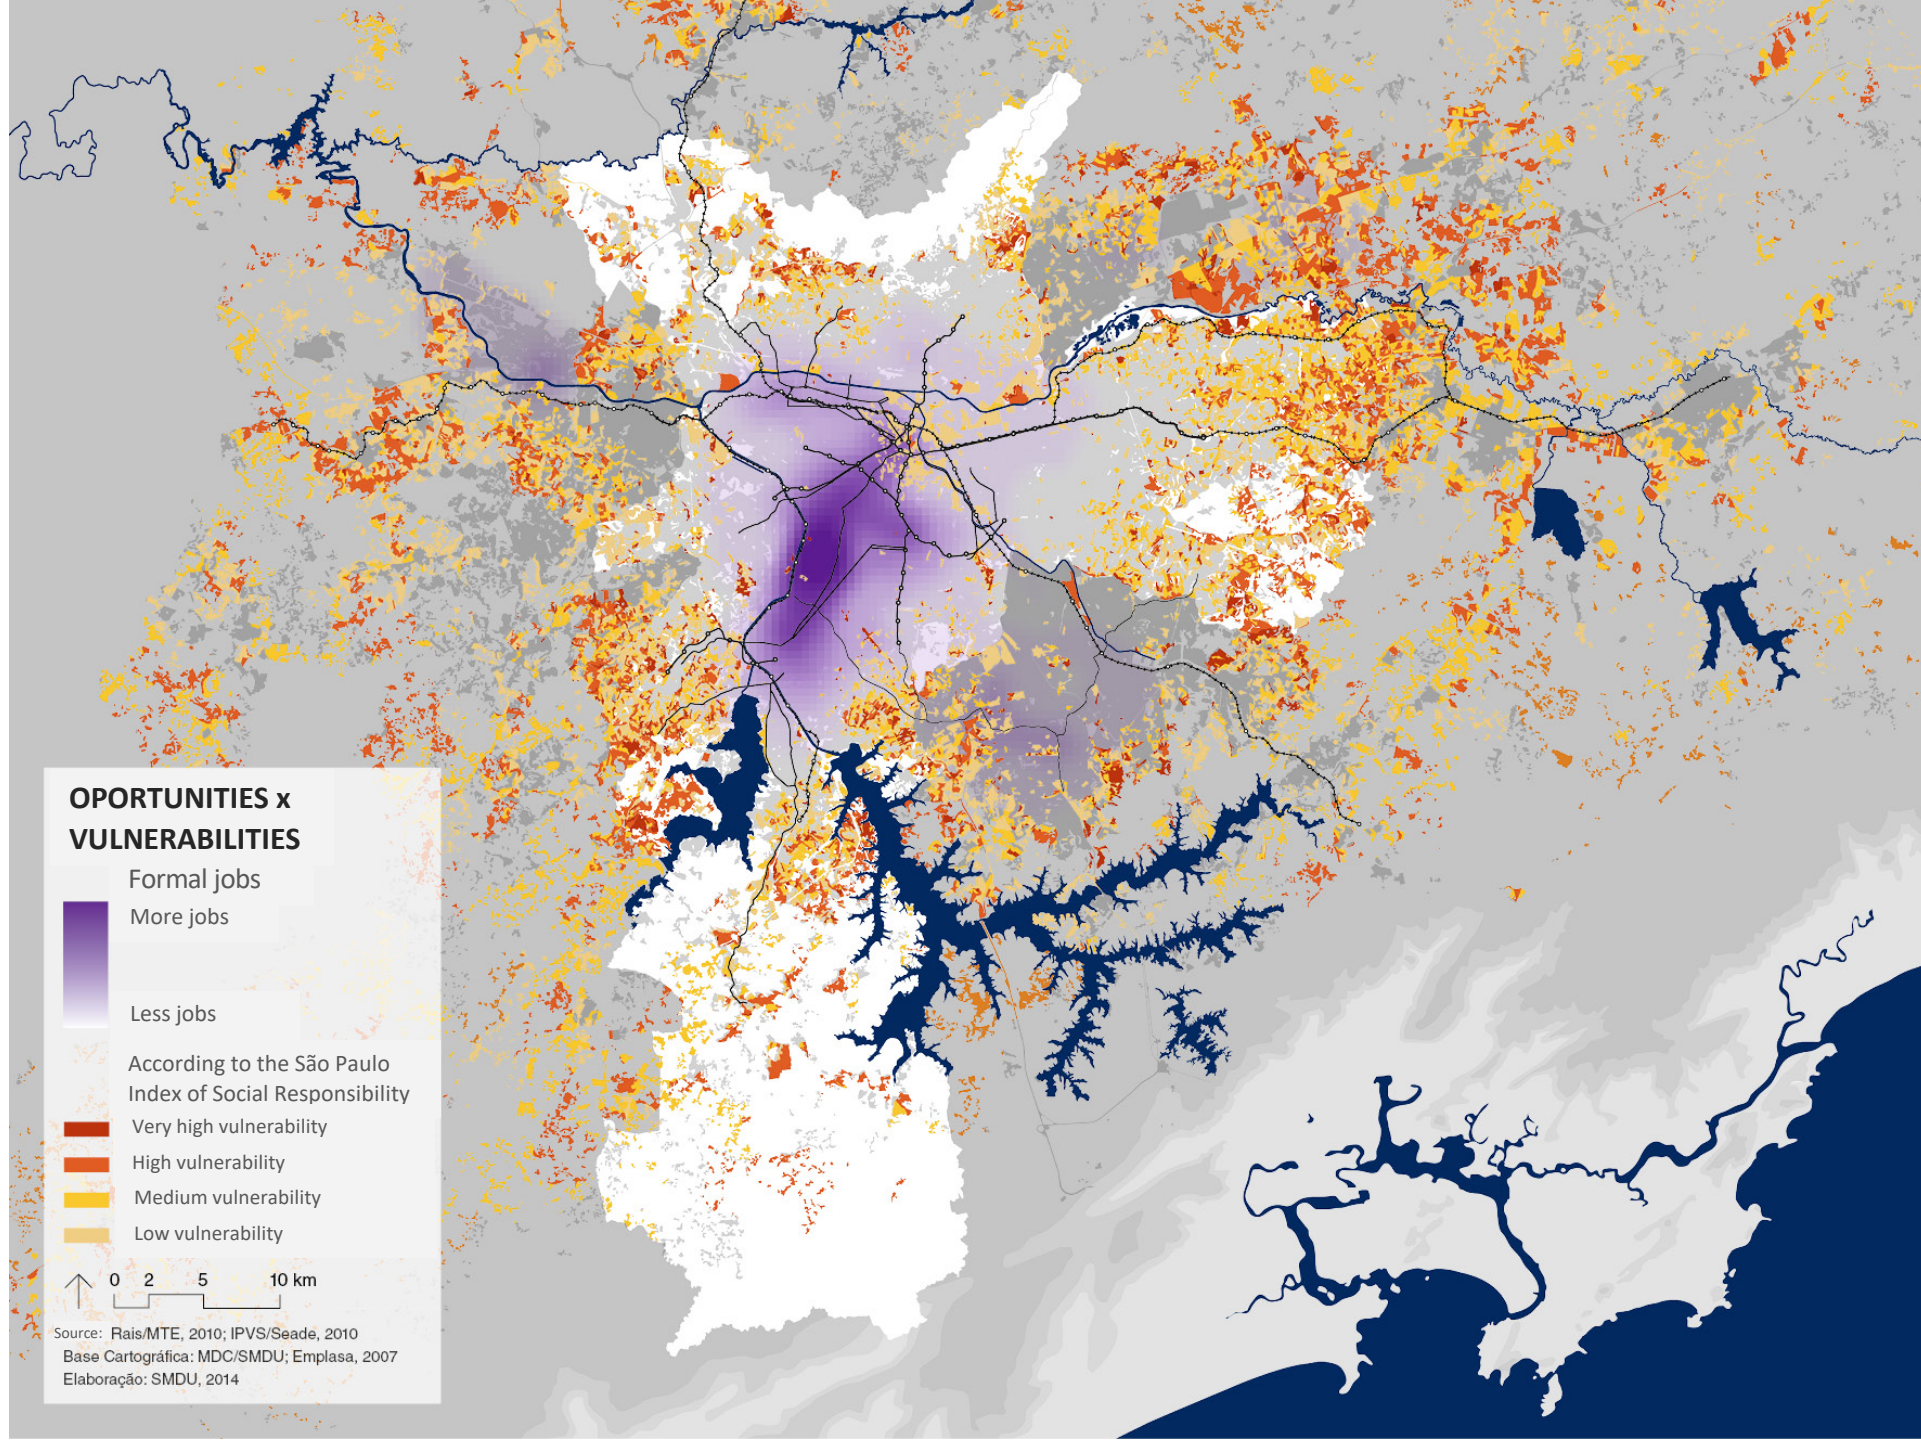 OPORTUNITIES x
VULNERABILITIES
Formal jobs
More jobs
Less jobs
According to the São Paulo
Index of Social Responsibility
Very high vulnerability
High vulnerability
Medium vulnerability
Low vulnerability
0 2 5 10 km
Source: Rais/MTE, 2010; IPVS/Seade, 2010
Base Cartográfica: MDC/SMDU; Emplasa, 2007
Elaboração: SMDU, 2014